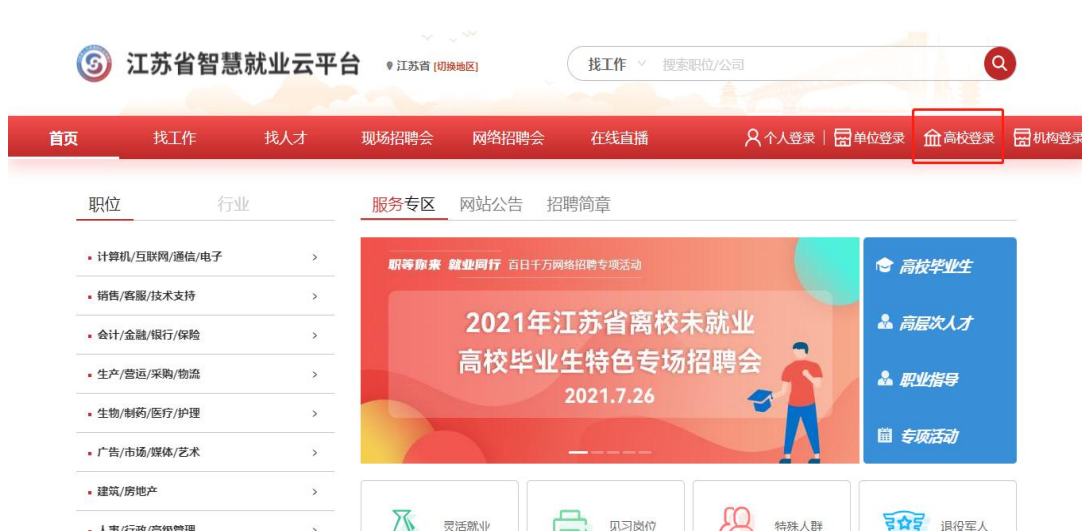 江苏省智慧就业云平台 江苏省 [切换地区] 找工作 搜索职位/公司
首页 找工作 找人才 现场招聘会 网络招聘会 在线直播 个人登录 | 单位登录 高校登录 机构登录
职位 行业
服务专区 网站公告 招聘简章
计算机/互联网/通信/电子
销售/客服/技术支持
会计/金融/银行/保险
生产/营运/采购/物流
生物/制药/医疗/护理
广告/市场/媒体/艺术
建筑/房地产
人事/行政/高级管理
职等你来 就业同行 百日千万网络招聘专项活动
2021年江苏省离校未就业
高校毕业生特色专场招聘会
2021.7.26
高校毕业生
高层次人才
职业指导
专项活动
灵活就业 见习岗位 特殊人群 退役军人